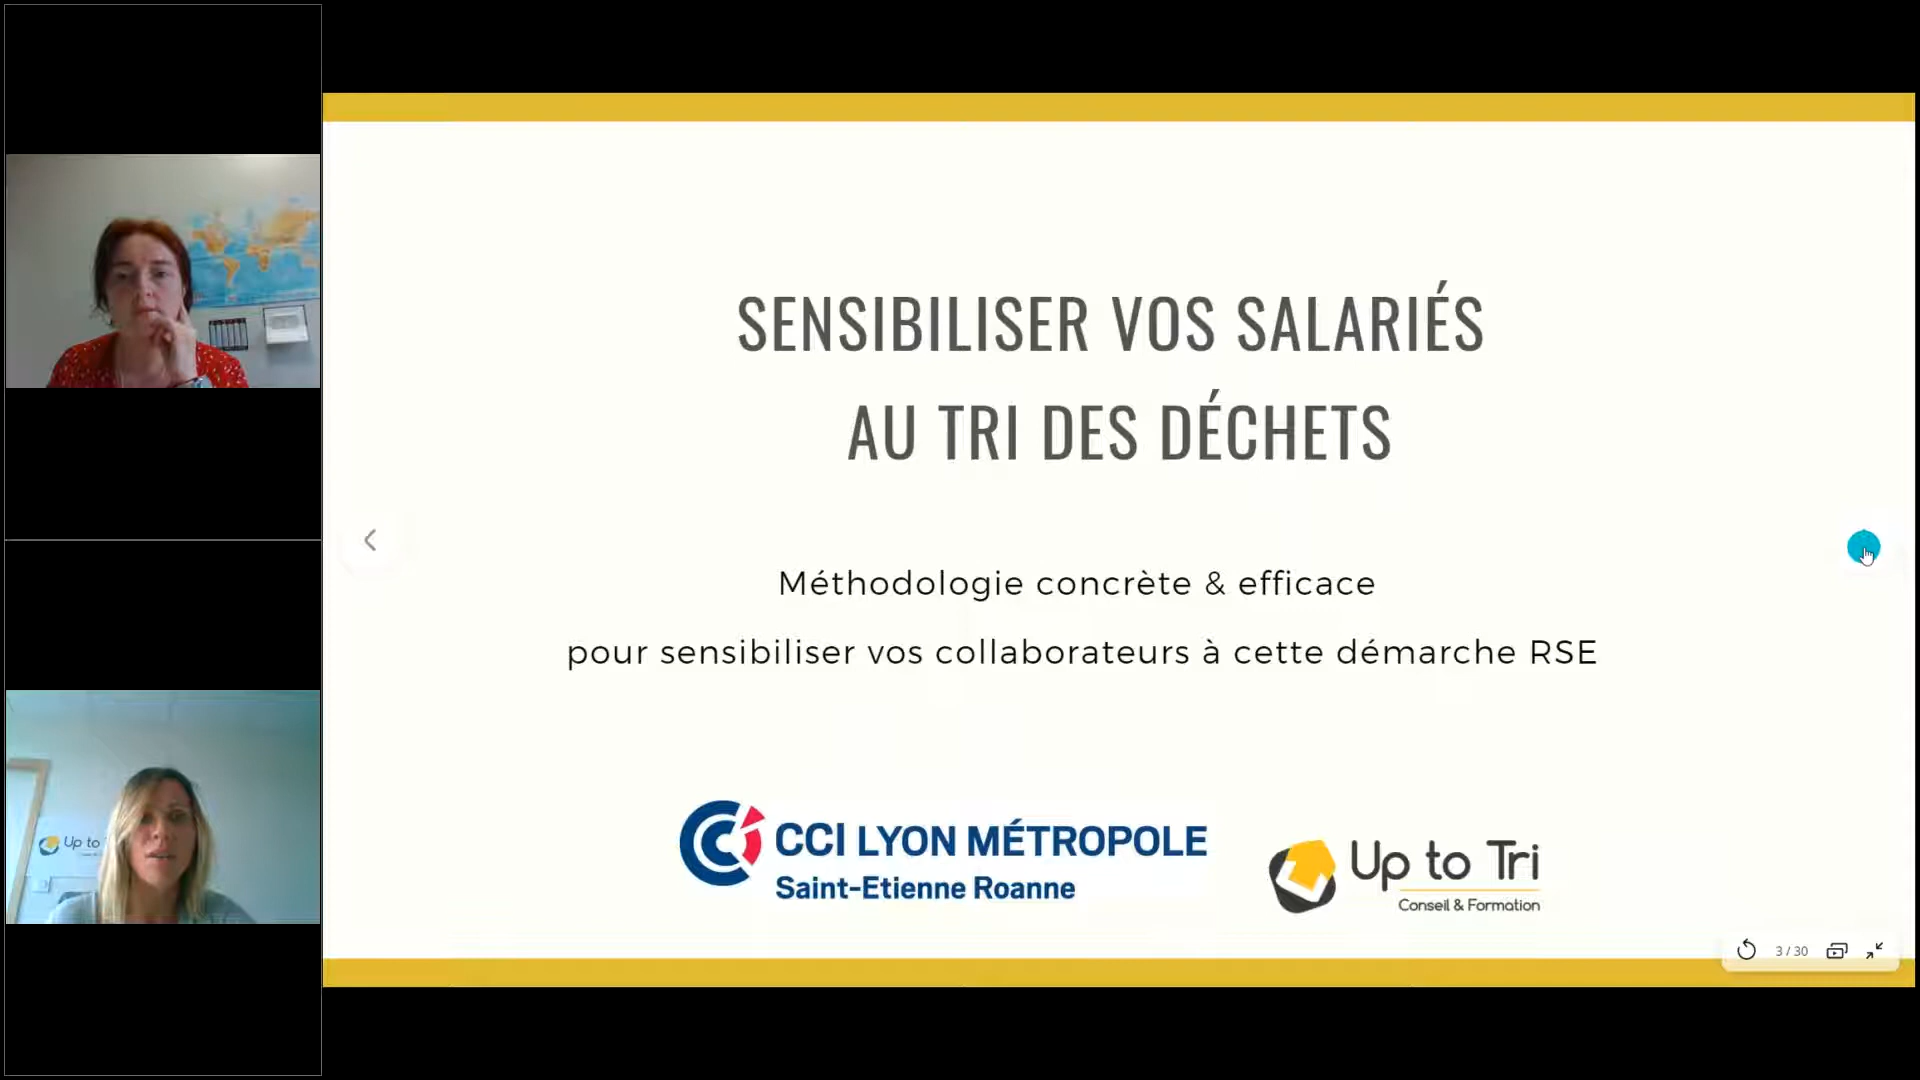 SENSIBILISER VOS SALARIÉS
AU TRI DES DÉCHETS
Méthodologie concrète & efficace
pour sensibiliser vos collaborateurs à cette démarche RSE
CCI LYON MÉTROPOLE
Saint-Etienne Roanne
Up to Tri
Conseil & Formation
3 / 30
Up to